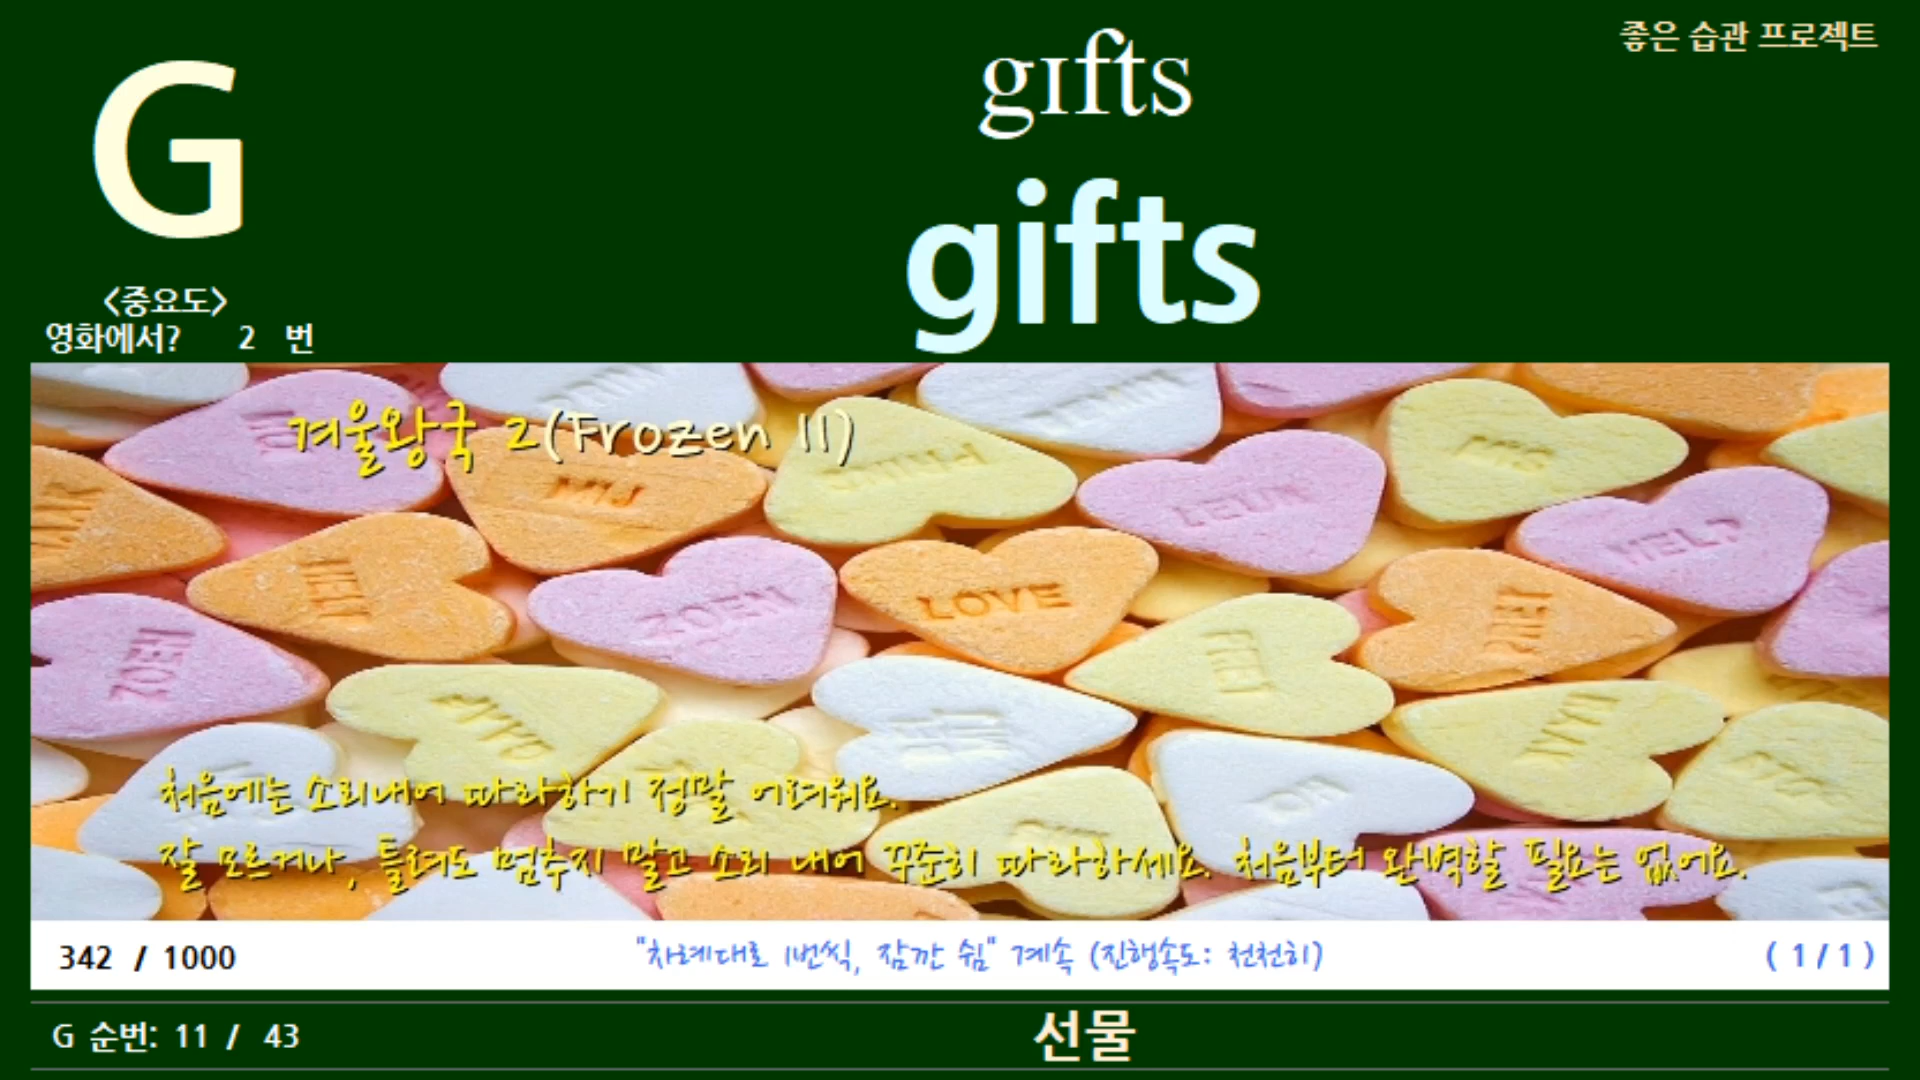 좋은 습관 프로젝트
G
gɪfts
gifts
<중요도>
영화에서? 2 번
겨울왕국 2(Frozen II)
LOVE
ZOEN
HELP
처음에는 소리내어 따라하기 정말 어려워요.
잘 모르거나, 틀려도 멈추지 말고 소리 내어 꾸준히 따라하세요. 처음부터 완벽할 필요는 없어요.
342 / 1000
"차례대로 1번씩, 잠깐 쉼" 계속 (진행속도: 천천히)
( 1 / 1 )
G 순번: 11 / 43
선물